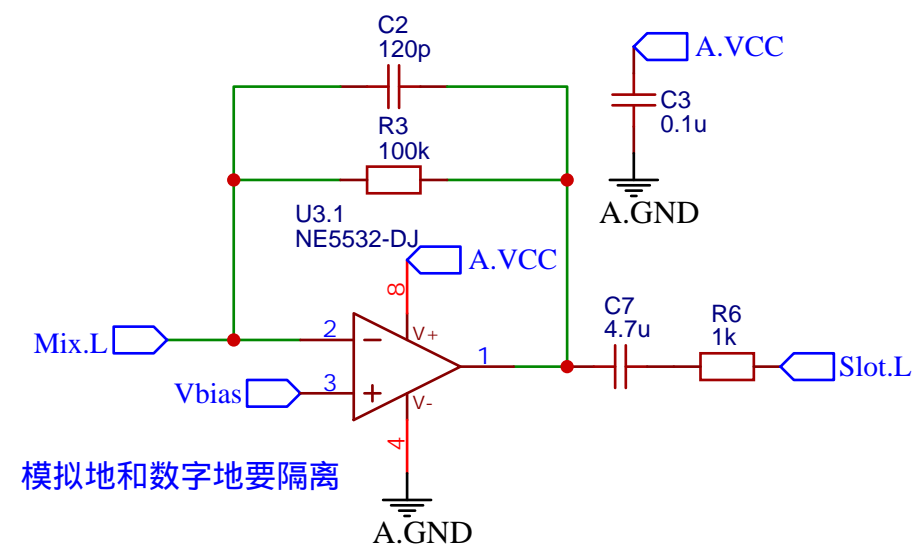 C2
120p
A.VCC
C3
0.1u
R3
100k
A.GND
U3.1
NE5532-DJ
A.VCC
8
V+
Mix.L
2
1
C7
4.7u
R6
1k
Slot.L
Vbias
3
V-
4
模拟地和数字地要隔离
A.GND